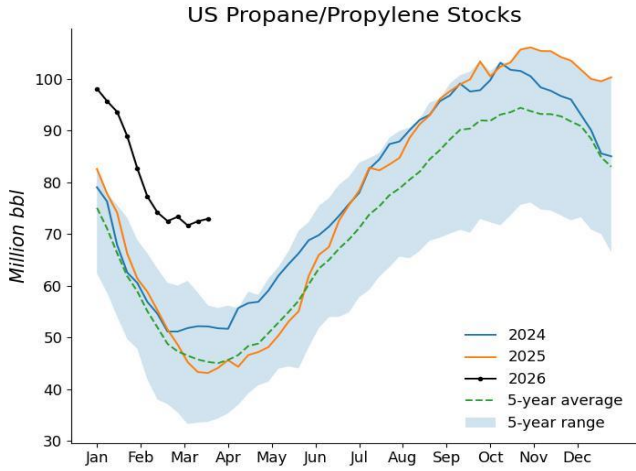 US Propane/Propylene Stocks
Million bbl
100
90
80
70
60
50
40
30
2024
2025
2026
5-year average
5-year range
Jan Feb Mar Apr May Jun Jul Aug Sep Oct Nov Dec